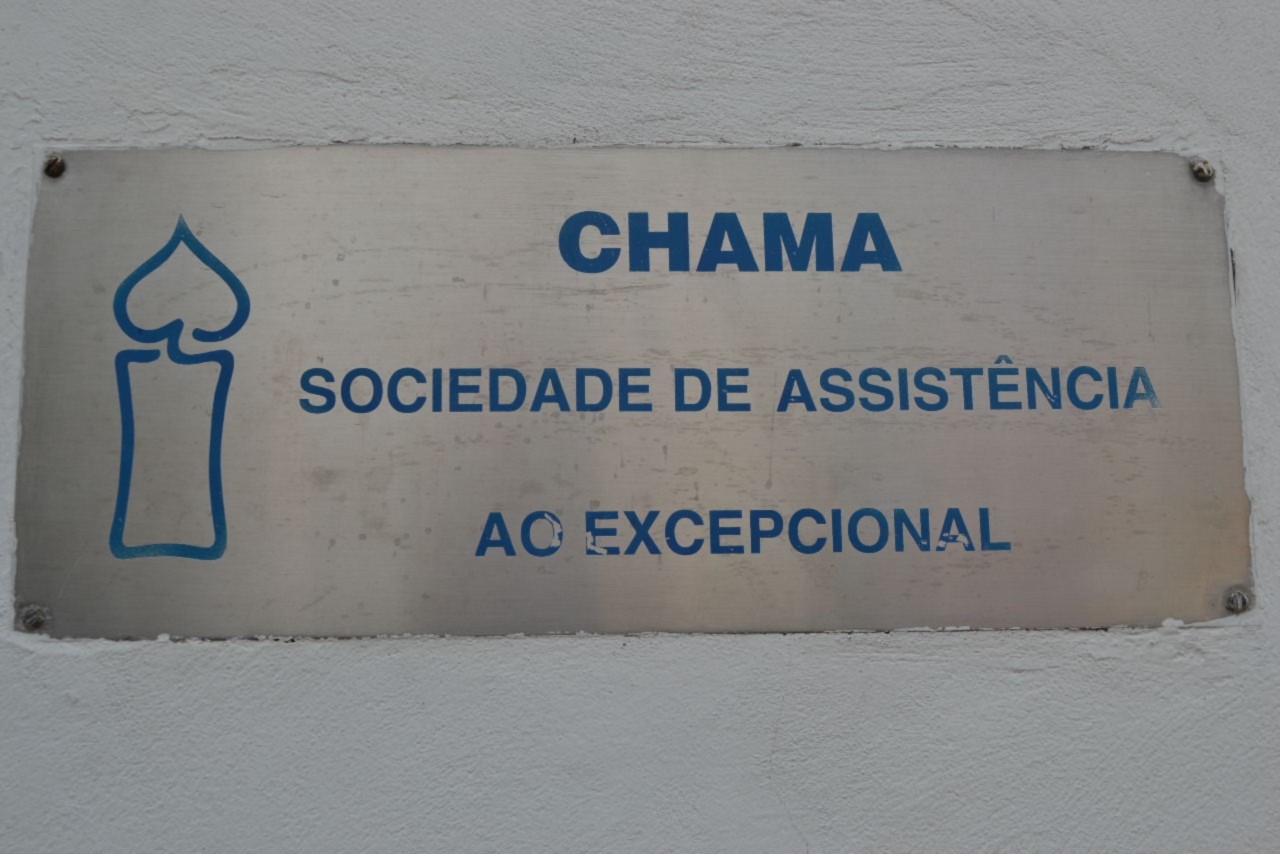 CHAMA
SOCIEDADE DE ASSISTÊNCIA
AO EXCEPCIONAL